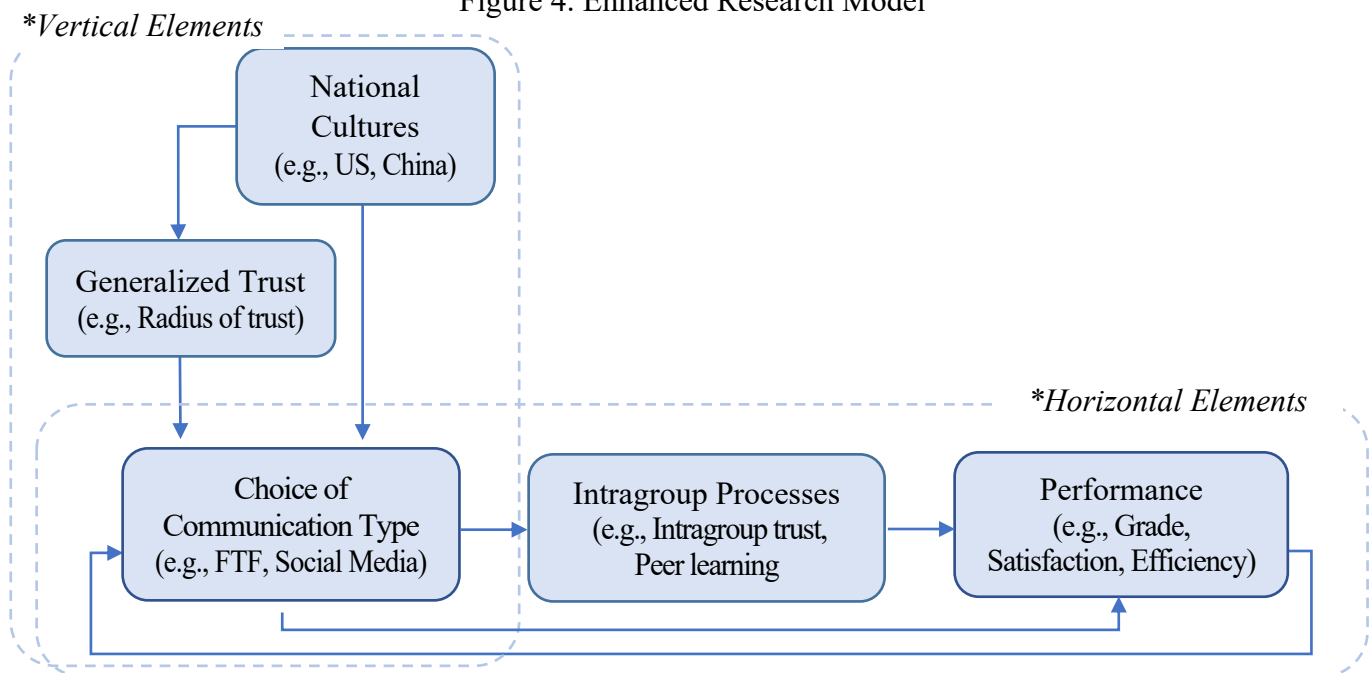 Figure 4: Enhanced Research Model
*Vertical Elements
National
Cultures
(e.g., US, China)
Generalized Trust
(e.g., Radius of trust)
*Horizontal Elements
Choice of
Communication Type
(e.g., FTF, Social Media)
Intragroup Processes
(e.g., Intragroup trust,
Peer learning
Performance
(e.g., Grade,
Satisfaction, Efficiency)